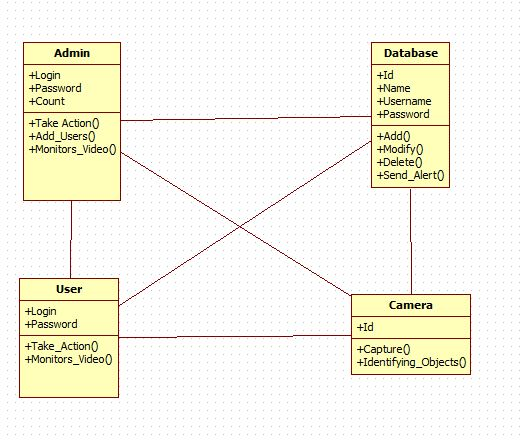 Admin
+Login
+Password
+Count
+Take Action()
+Add_Users()
+Monitors_Video()
Database
+Id
+Name
+Username
+Password
+Add()
+Modify()
+Delete()
+Send_Alert()
User
+Login
+Password
+Take_Action()
+Monitors_Video()
Camera
+Id
+Capture()
+Identifying_Objects()